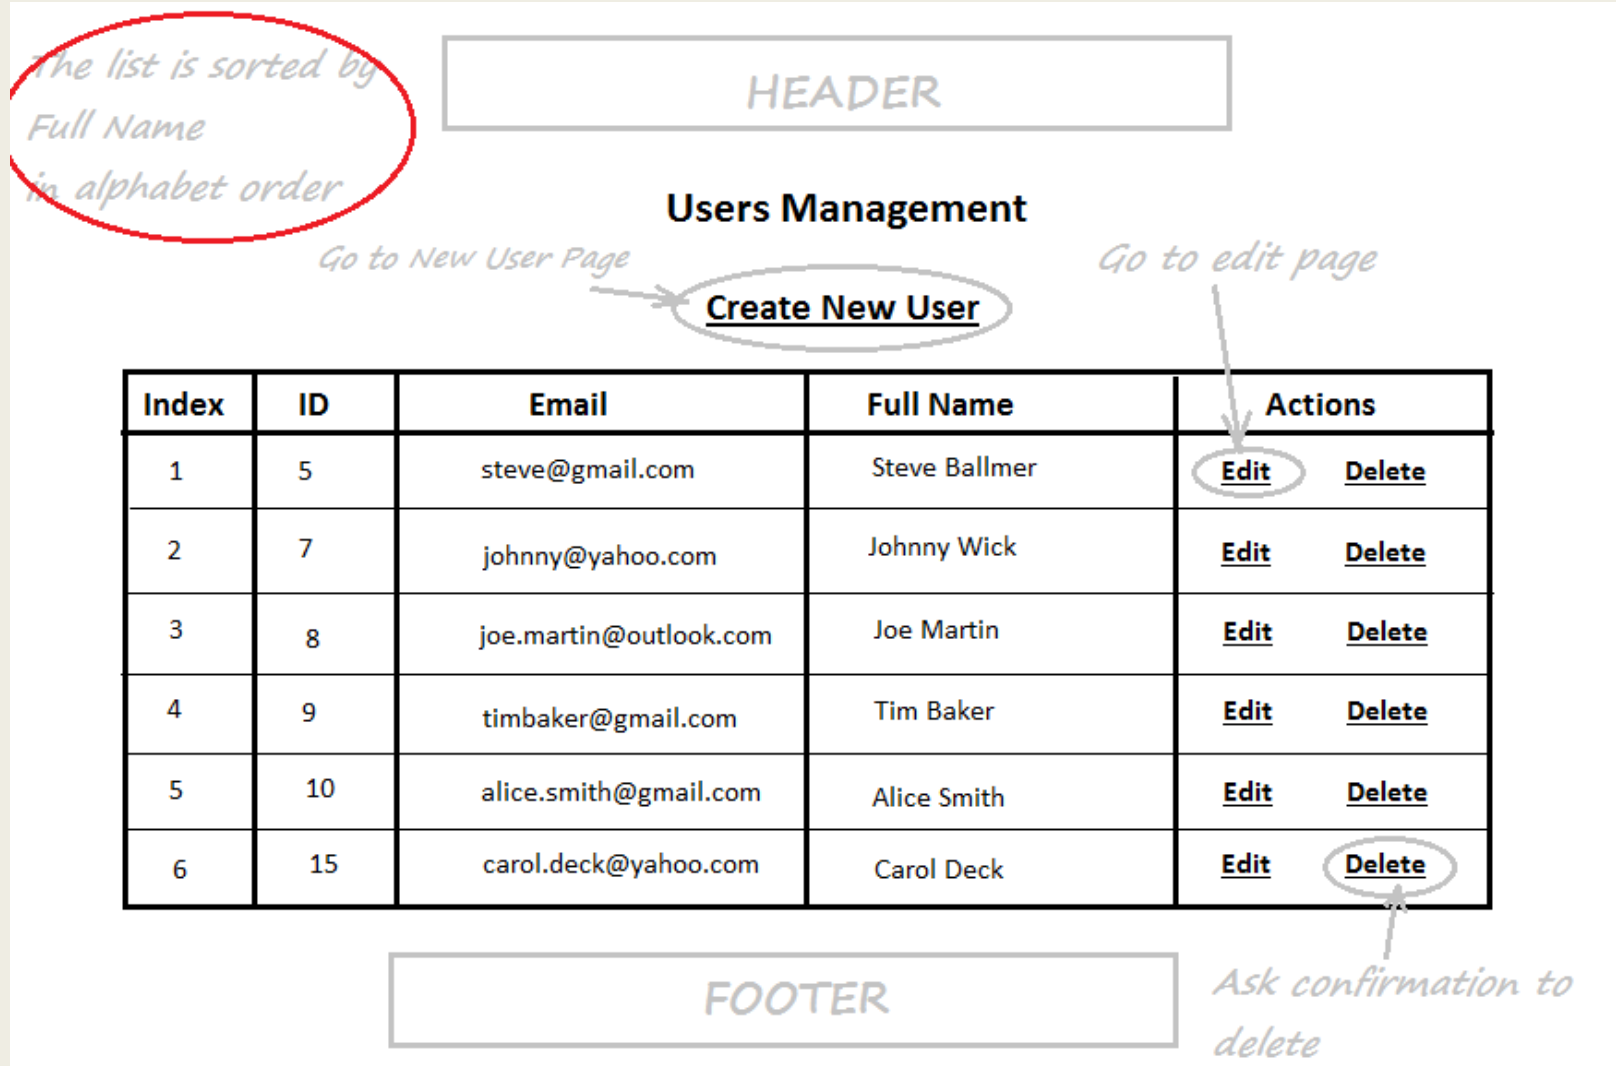 The list is sorted by
Full Name
in alphabet order
HEADER
Users Management
Go to New User Page
Go to edit page
Create New User
Index ID Email Full Name Actions
1 5 steve@gmail.com Steve Ballmer Edit Delete
2 7 johnny@yahoo.com Johnny Wick Edit Delete
3 8 joe.martin@outlook.com Joe Martin Edit Delete
4 9 timbaker@gmail.com Tim Baker Edit Delete
5 10 alice.smith@gmail.com Alice Smith Edit Delete
6 15 carol.deck@yahoo.com Carol Deck Edit Delete
FOOTER
Ask confirmation to
delete